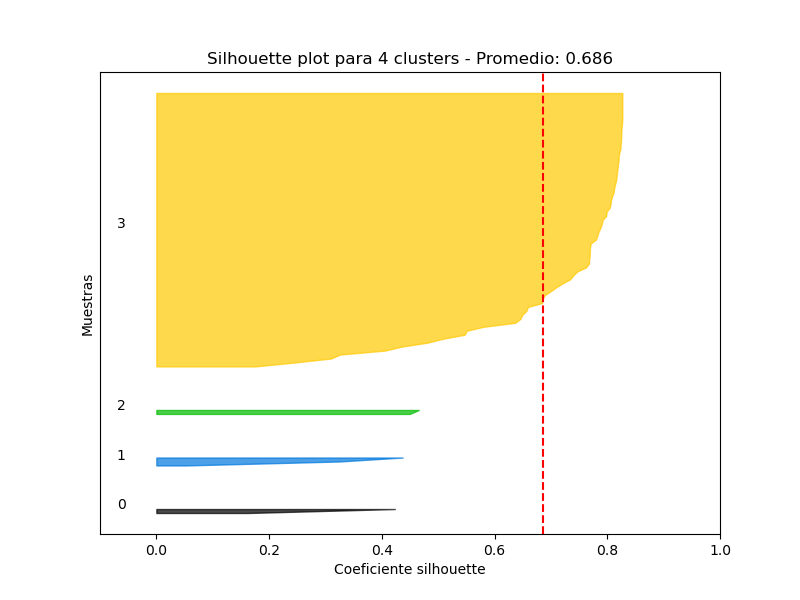 Silhouette plot para 4 clusters - Promedio: 0.686
3
2
1
0
Muestras
0.0 0.2 0.4 0.6 0.8 1.0
Coeficiente silhouette